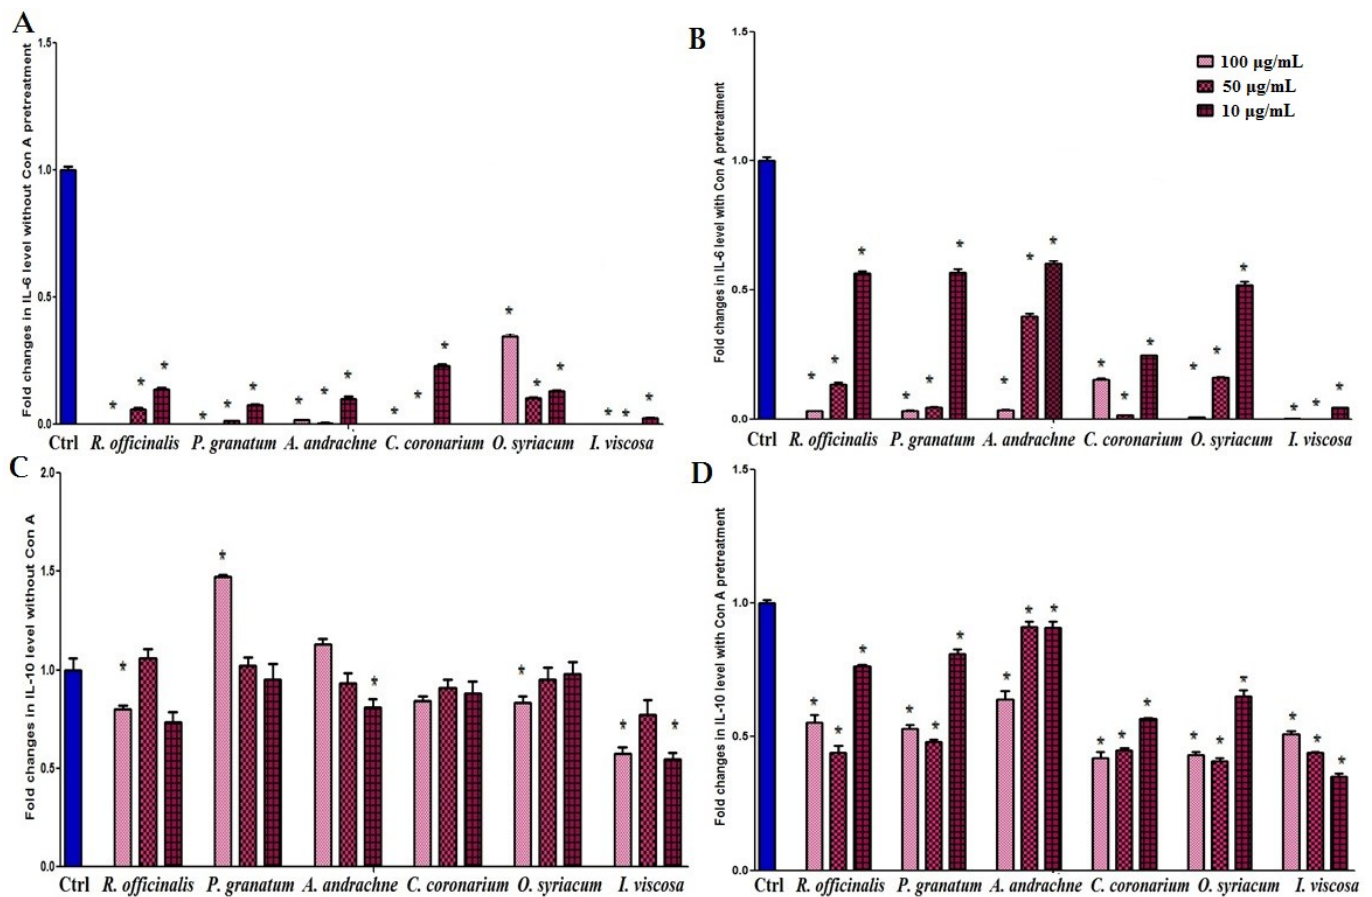 A
Fold changes in IL-6 level without Con A pretreatment
1.5
1.0
0.5
0.0
* * * * * * * * * * * * * * * * * *
Ctrl R. officinalis P. granatum A. andrachne C. coronarium O. syriacum I. viscosa
B
Fold changes in IL-6 level with Con A pretreatment
1.5
1.0
0.5
0.0
100 µg/mL
50 µg/mL
10 µg/mL
* * * * * * * * * * * * * * * * * *
Ctrl R. officinalis P. granatum A. andrachne C. coronarium O. syriacum I. viscosa
C
Fold changes in IL-10 level without Con A
2.0
1.5
1.0
0.5
0.0
* * * * * *
Ctrl R. officinalis P. granatum A. andrachne C. coronarium O. syriacum I. viscosa
D
Fold changes in IL-10 level with Con A pretreatment
1.5
1.0
0.5
0.0
* * * * * * * * * * * * * * * * * *
Ctrl R. officinalis P. granatum A. andrachne C. coronarium O. syriacum I. viscosa